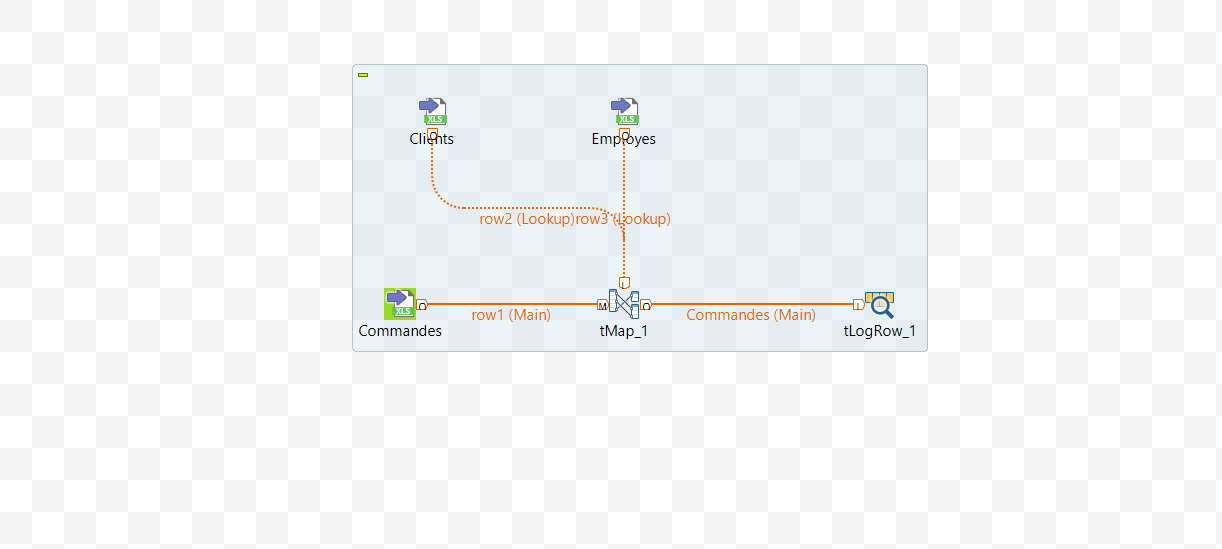 XLS
XLS
O
O
Clients
Employes
row2 (Lookup)row3 (Lookup)
L
XLS
O
M
O
I
row1 (Main)
Commandes (Main)
Commandes
tMap_1
tLogRow_1